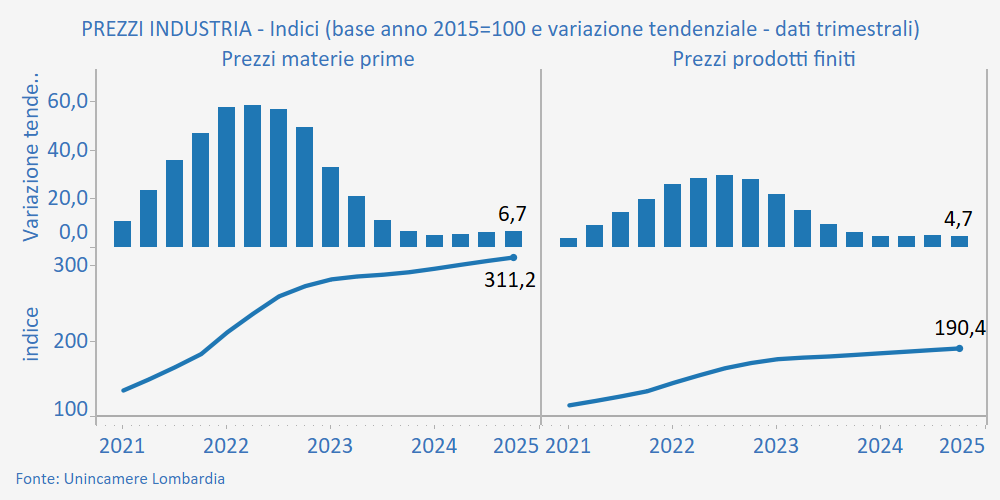 PREZZI INDUSTRIA - Indici (base anno 2015=100 e variazione tendenziale - dati trimestrali)
Prezzi materie prime
Prezzi prodotti finiti
Variazione tende..
60,0
40,0
20,0
0,0
6,7
4,7
indice
300
200
100
311,2
190,4
2021 2022 2023 2024 2025
2021 2022 2023 2024 2025
Fonte: Unincamere Lombardia